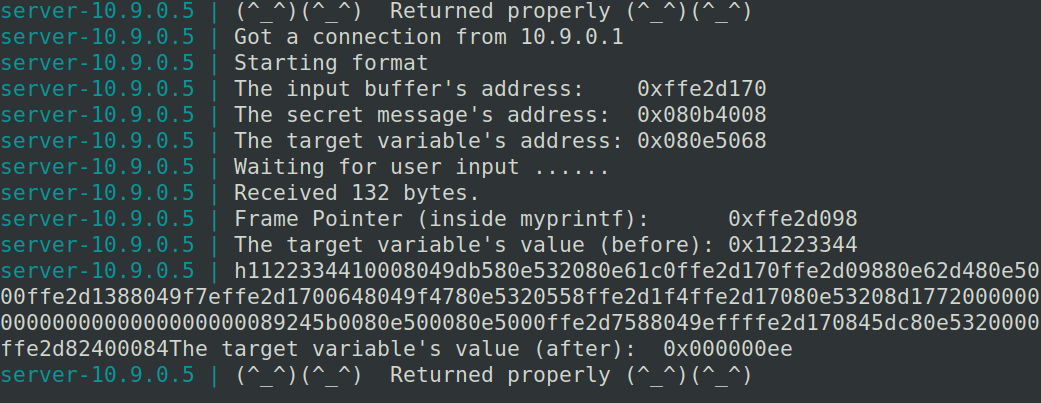 server-10.9.0.5 | (^_^)(^_^)  Returned properly (^_^)(^_^)
server-10.9.0.5 | Got a connection from 10.9.0.1
server-10.9.0.5 | Starting format
server-10.9.0.5 | The input buffer's address:    0xffe2d170
server-10.9.0.5 | The secret message's address:  0x080b4008
server-10.9.0.5 | The target variable's address: 0x080e5068
server-10.9.0.5 | Waiting for user input ......
server-10.9.0.5 | Received 132 bytes.
server-10.9.0.5 | Frame Pointer (inside myprintf):      0xffe2d098
server-10.9.0.5 | The target variable's value (before): 0x11223344
server-10.9.0.5 | h1122334410008049db580e532080e61c0ffe2d170ffe2d09880e62d480e50
00ffe2d1388049f7effe2d1700648049f4780e5320558ffe2d1f4ffe2d17080e53208d1772000000
00000000000000000000089245b0080e500080e5000ffe2d7588049effffe2d170845dc80e5320000
ffe2d82400084The target variable's value (after):  0x000000ee
server-10.9.0.5 | (^_^)(^_^)  Returned properly (^_^)(^_^)